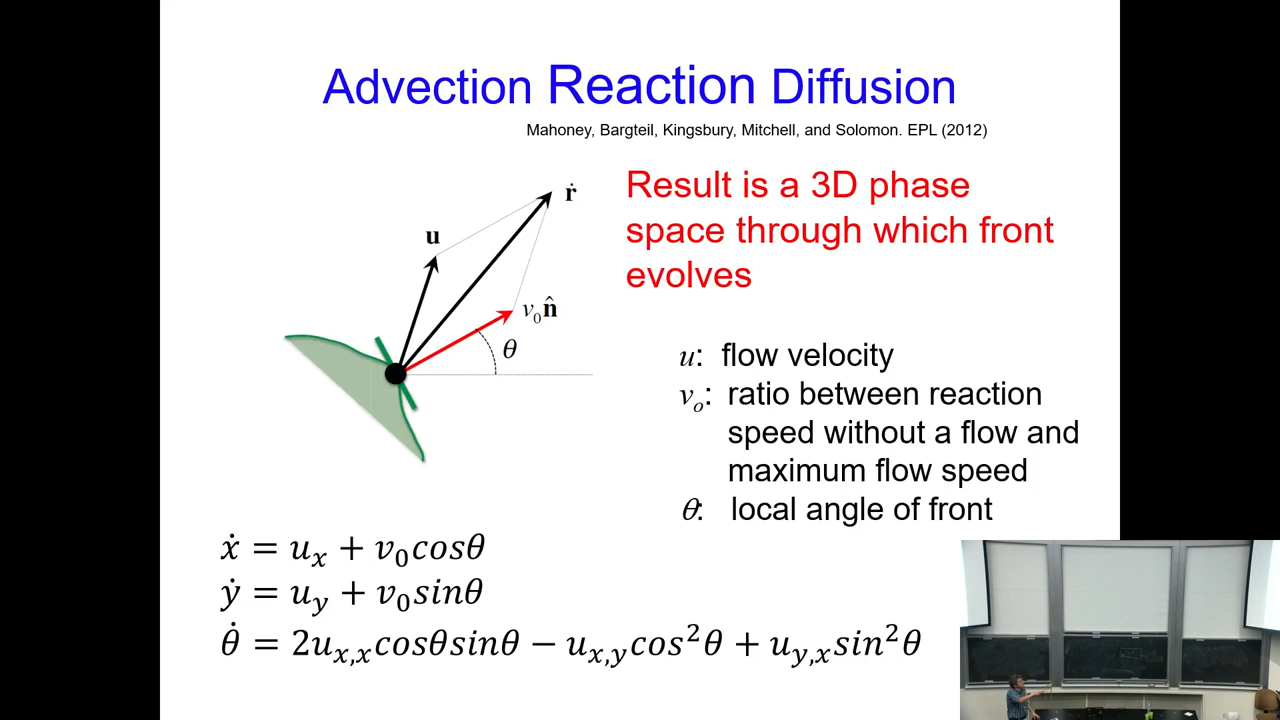 Advection Reaction Diffusion
Mahoney, Bargteil, Kingsbury, Mitchell, and Solomon. EPL (2012)
Result is a 3D phase
space through which front
evolves
ṙ
u
v₀n̂
θ
u: flow velocity
vₒ: ratio between reaction
speed without a flow and
maximum flow speed
θ: local angle of front
ẋ = uₓ + v₀cosθ
ẏ = u_y + v₀sinθ
θ̇ = 2u_{x,x}cosθsinθ − u_{x,y}cos²θ + u_{y,x}sin²θ